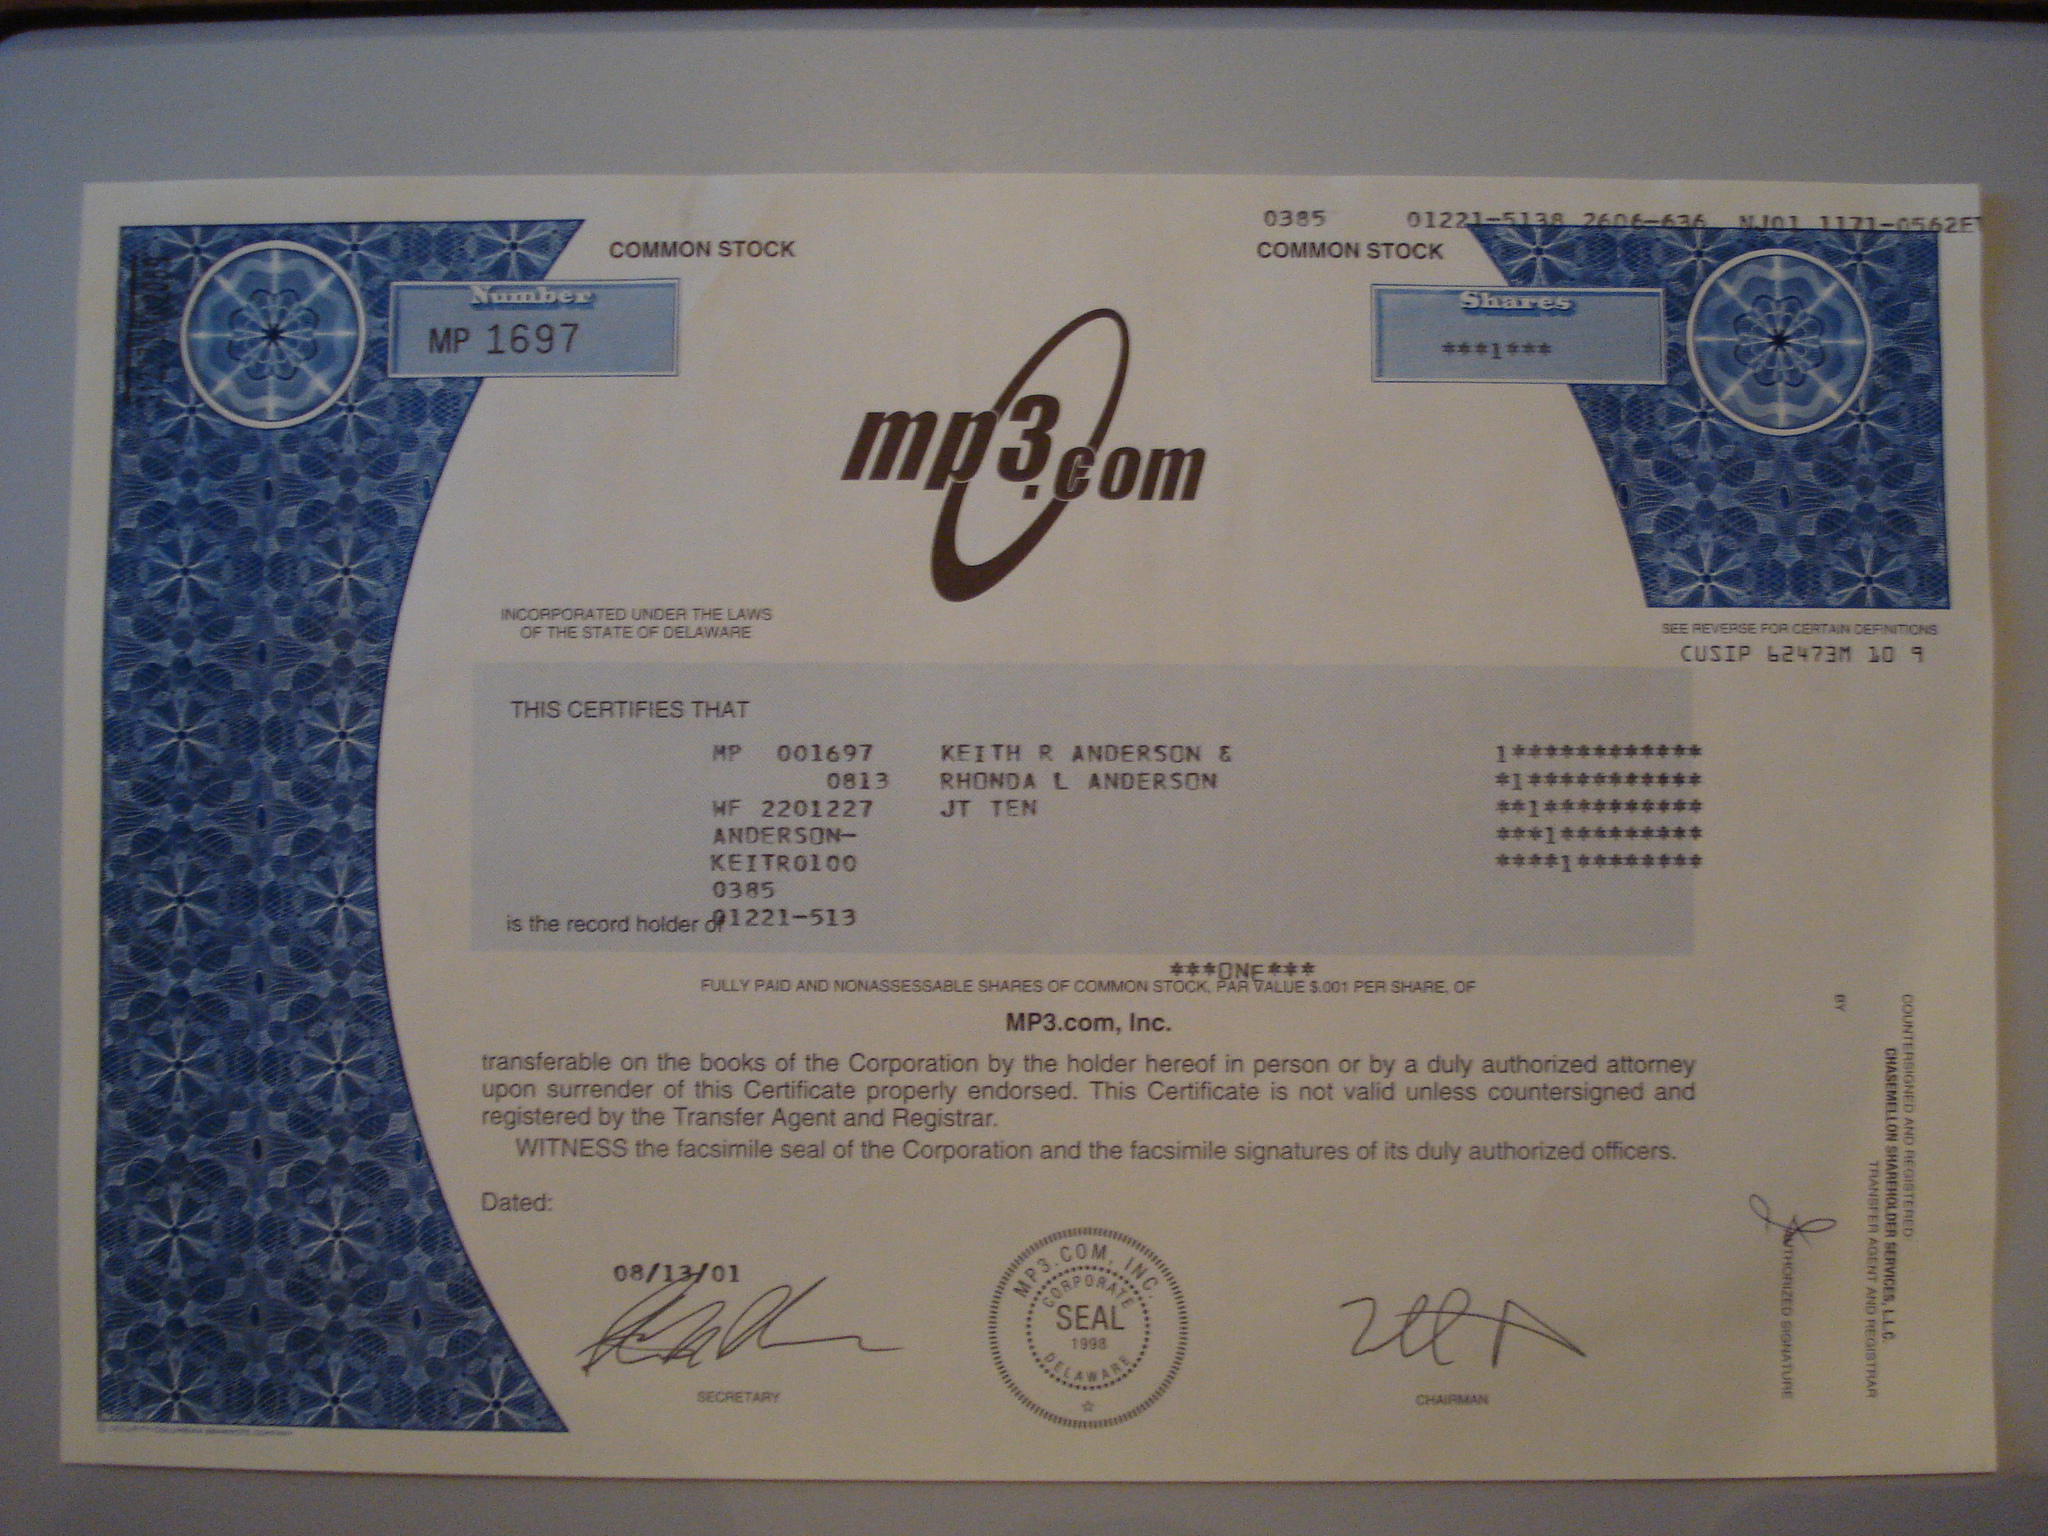 0385 01221-5138 2606-636 NJ01 1171-0562E
COMMON STOCK
COMMON STOCK
Number
MP 1697
Shares
***1***
mp3.com
INCORPORATED UNDER THE LAWS
OF THE STATE OF DELAWARE
SEE REVERSE FOR CERTAIN DEFINITIONS
CUSIP 62473M 10 9
THIS CERTIFIES THAT
MP 001697 KEITH R ANDERSON & 1************
0813 RHONDA L ANDERSON *1***********
WF 2201227 JT TEN **1**********
ANDERSON- ***1*********
KEITR0100 ****1********
0385
01221-513
is the record holder of
***ONE***
FULLY PAID AND NONASSESSABLE SHARES OF COMMON STOCK, PAR VALUE $.001 PER SHARE, OF
MP3.com, Inc.
transferable on the books of the Corporation by the holder hereof in person or by a duly authorized attorney
upon surrender of this Certificate properly endorsed. This Certificate is not valid unless countersigned and
registered by the Transfer Agent and Registrar.
WITNESS the facsimile seal of the Corporation and the facsimile signatures of its duly authorized officers.
Dated:
08/13/01
SECRETARY
MP3.COM, INC.
CORPORATE
SEAL
1998
DELAWARE
CHAIRMAN
COUNTERSIGNED AND REGISTERED
CHASEMELLON SHAREHOLDER SERVICES, L.L.C.
TRANSFER AGENT AND REGISTRAR
BY
AUTHORIZED SIGNATURE